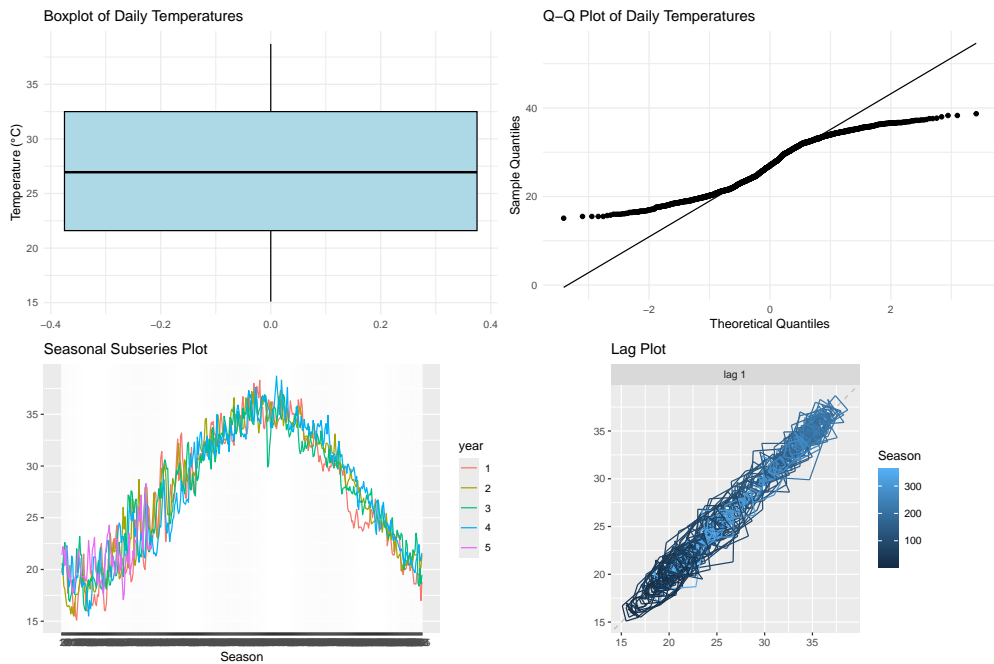 Boxplot of Daily Temperatures
Temperature (°C)
35
30
25
20
15
−0.4 −0.2 0.0 0.2 0.4
Q−Q Plot of Daily Temperatures
Sample Quantiles
40
20
0
−2 0 2
Theoretical Quantiles
Seasonal Subseries Plot
35
30
25
20
15
Season
year
1
2
3
4
5
Lag Plot
lag 1
35
30
25
20
15
15 20 25 30 35
Season
300
200
100